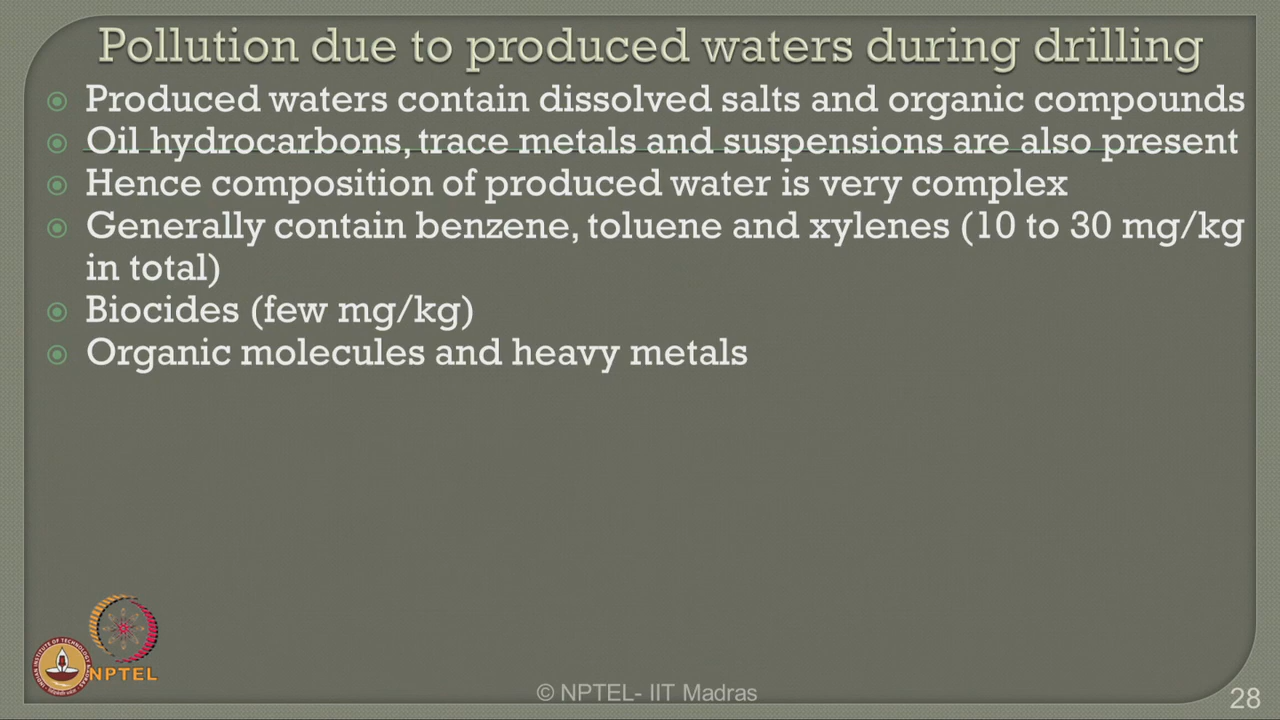 Pollution due to produced waters during drilling
Produced waters contain dissolved salts and organic compounds
Oil hydrocarbons, trace metals and suspensions are also present
Hence composition of produced water is very complex
Generally contain benzene, toluene and xylenes (10 to 30 mg/kg
in total)
Biocides (few mg/kg)
Organic molecules and heavy metals
NPTEL
© NPTEL- IIT Madras
28